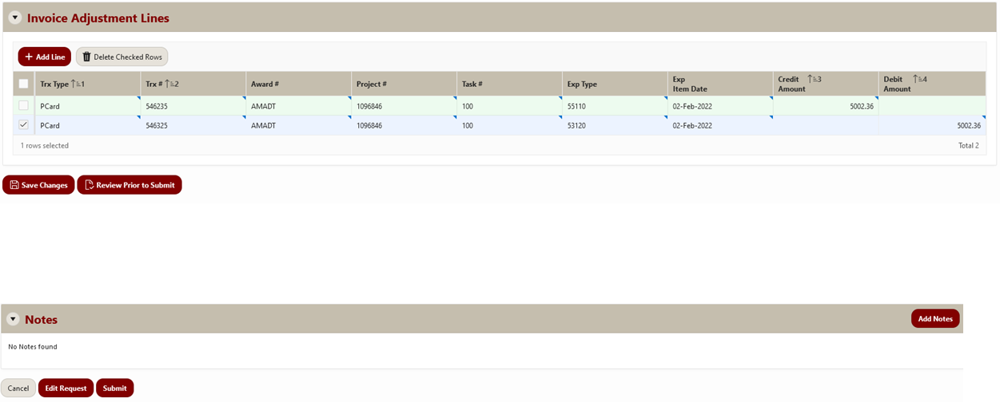 Invoice Adjustment Lines
+ Add Line Delete Checked Rows
Trx Type 1 Trx # 2 Award # Project # Task # Exp Type Exp Item Date Credit Amount 3 Debit Amount 4
PCard 546235 AMADT 1096846 100 55110 02-Feb-2022 5002.36
PCard 546325 AMADT 1096846 100 53120 02-Feb-2022 5002.36
1 rows selected Total 2
Save Changes Review Prior to Submit
Notes Add Notes
No Notes found
Cancel Edit Request Submit